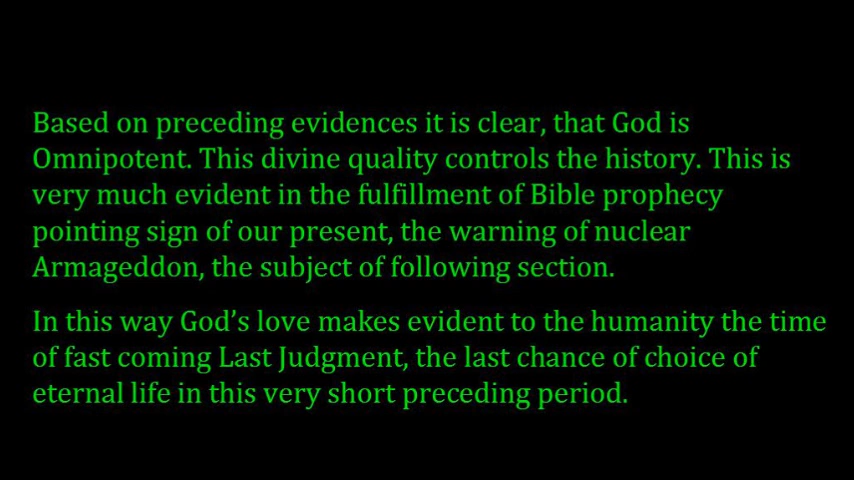 Based on preceding evidences it is clear, that God is
Omnipotent. This divine quality controls the history. This is
very much evident in the fulfillment of Bible prophecy
pointing sign of our present, the warning of nuclear
Armageddon, the subject of following section.
In this way God’s love makes evident to the humanity the time
of fast coming Last Judgment, the last chance of choice of
eternal life in this very short preceding period.